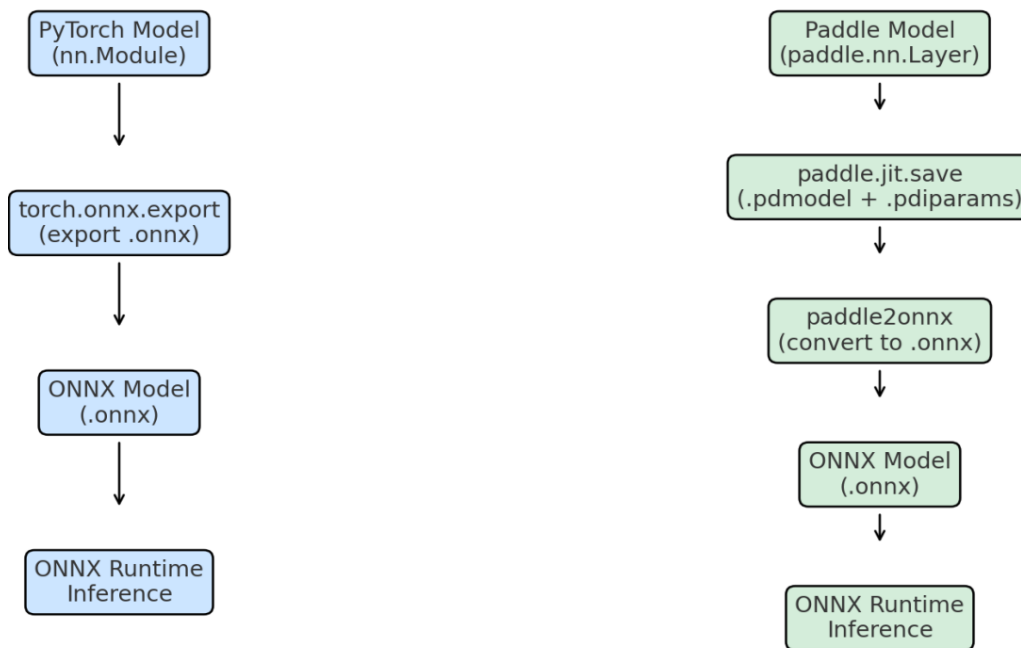 PyTorch Model
(nn.Module)
torch.onnx.export
(export .onnx)
ONNX Model
(.onnx)
ONNX Runtime
Inference
Paddle Model
(paddle.nn.Layer)
paddle.jit.save
(.pdmodel + .pdiparams)
paddle2onnx
(convert to .onnx)
ONNX Model
(.onnx)
ONNX Runtime
Inference